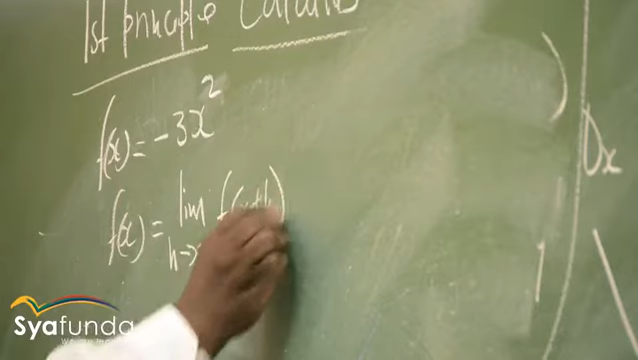 1st principle Calculus
f(x) = -3x²
f(x) = lim f(x+h)
h→
Dx
Syafunda